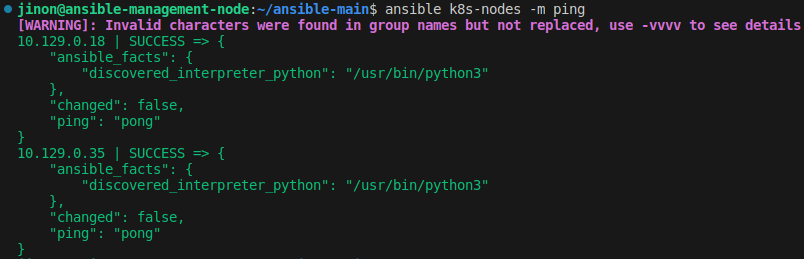 jinon@ansible-management-node:~/ansible-main$ ansible k8s-nodes -m ping
[WARNING]: Invalid characters were found in group names but not replaced, use -vvvv to see details
10.129.0.18 | SUCCESS => {
    "ansible_facts": {
        "discovered_interpreter_python": "/usr/bin/python3"
    },
    "changed": false,
    "ping": "pong"
}
10.129.0.35 | SUCCESS => {
    "ansible_facts": {
        "discovered_interpreter_python": "/usr/bin/python3"
    },
    "changed": false,
    "ping": "pong"
}